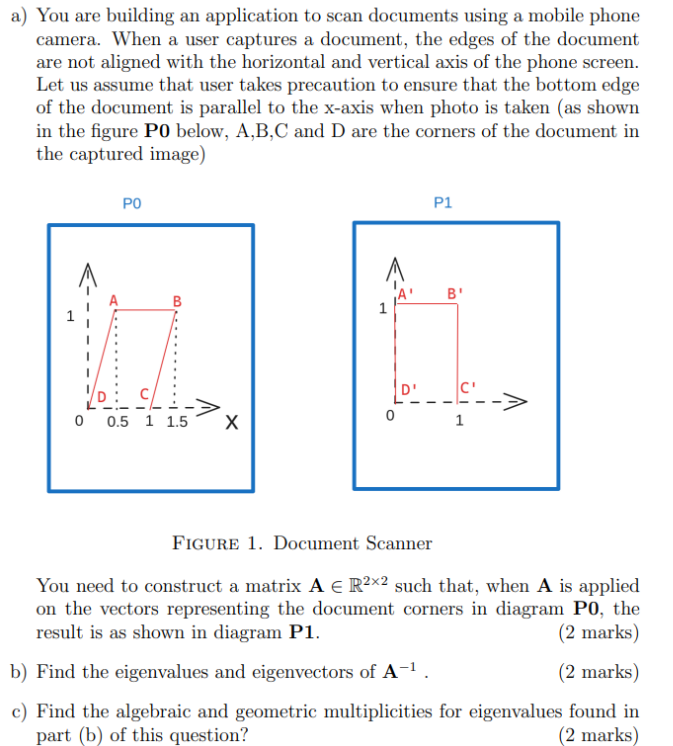 a) You are building an application to scan documents using a mobile phone
camera. When a user captures a document, the edges of the document
are not aligned with the horizontal and vertical axis of the phone screen.
Let us assume that user takes precaution to ensure that the bottom edge
of the document is parallel to the x-axis when photo is taken (as shown
in the figure P0 below, A,B,C and D are the corners of the document in
the captured image)
P0
A B
1
D C
0 0.5 1 1.5 X
P1
A' B'
1
D' C'
0 1
FIGURE 1. Document Scanner
You need to construct a matrix A ∈ ℝ²ˣ² such that, when A is applied
on the vectors representing the document corners in diagram P0, the
result is as shown in diagram P1. (2 marks)
b) Find the eigenvalues and eigenvectors of A⁻¹ . (2 marks)
c) Find the algebraic and geometric multiplicities for eigenvalues found in
part (b) of this question? (2 marks)